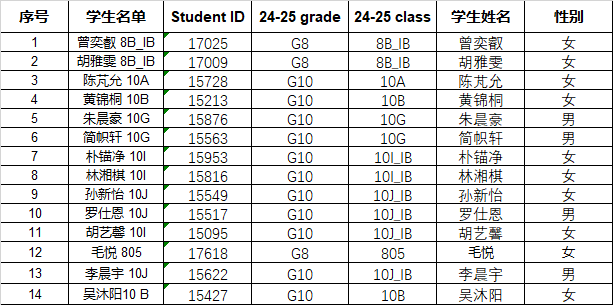 序号 学生名单 Student ID 24-25 grade 24-25 class 学生姓名 性别
1 曾奕叡 8B_IB 17025 G8 8B_IB 曾奕叡 女
2 胡雅雯 8B_IB 17009 G8 8B_IB 胡雅雯 女
3 陈芃允 10A 15728 G10 10A 陈芃允 女
4 黄锦桐 10B 15213 G10 10B 黄锦桐 女
5 朱晨豪 10G 15876 G10 10G 朱晨豪 男
6 简帜轩 10G 15563 G10 10G 简帜轩 男
7 朴锚净 10I 15953 G10 10I_IB 朴锚净 女
8 林湘棋 10I 15816 G10 10I_IB 林湘棋 女
9 孙新怡 10J 15549 G10 10J_IB 孙新怡 女
10 罗仕恩 10J 15517 G10 10J_IB 罗仕恩 男
11 胡艺馨 10I 15095 G10 10I_IB 胡艺馨 女
12 毛悦 805 17618 G8 805 毛悦 女
13 李晨宇 10J 15622 G10 10J_IB 李晨宇 男
14 吴沐阳10 B 15427 G10 10B 吴沐阳 女